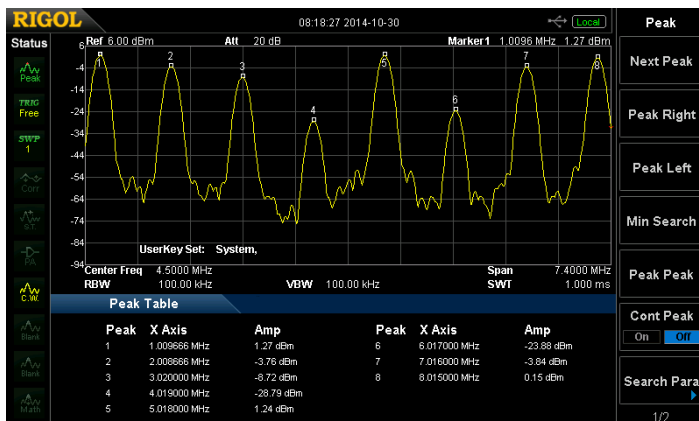 RIGOL 08:18:27 2014-10-30 Local Peak
Status Ref 6.00 dBm Att 20 dB Marker1 1.0096 MHz 1.27 dBm
6
-4
-14
-24
-34
-44
-54
-64
-74
-84
-94
1 2 3 4 5 6 7 8
Peak
TRIG
Free
SWP
1
Corr
S.T.
PA
C.W.
Blank
Blank
Math
UserKey Set: System,
Center Freq 4.5000 MHz Span 7.4000 MHz
RBW 100.00 kHz VBW 100.00 kHz SWT 1.000 ms
Peak Table
Peak X Axis Amp Peak X Axis Amp
1 1.009666 MHz 1.27 dBm 6 6.017000 MHz -23.88 dBm
2 2.008666 MHz -3.76 dBm 7 7.016000 MHz -3.84 dBm
3 3.020000 MHz -8.72 dBm 8 8.015000 MHz 0.15 dBm
4 4.019000 MHz -28.79 dBm
5 5.018000 MHz 1.24 dBm
Next Peak
Peak Right
Peak Left
Min Search
Peak Peak
Cont Peak
On Off
Search Para
1/2